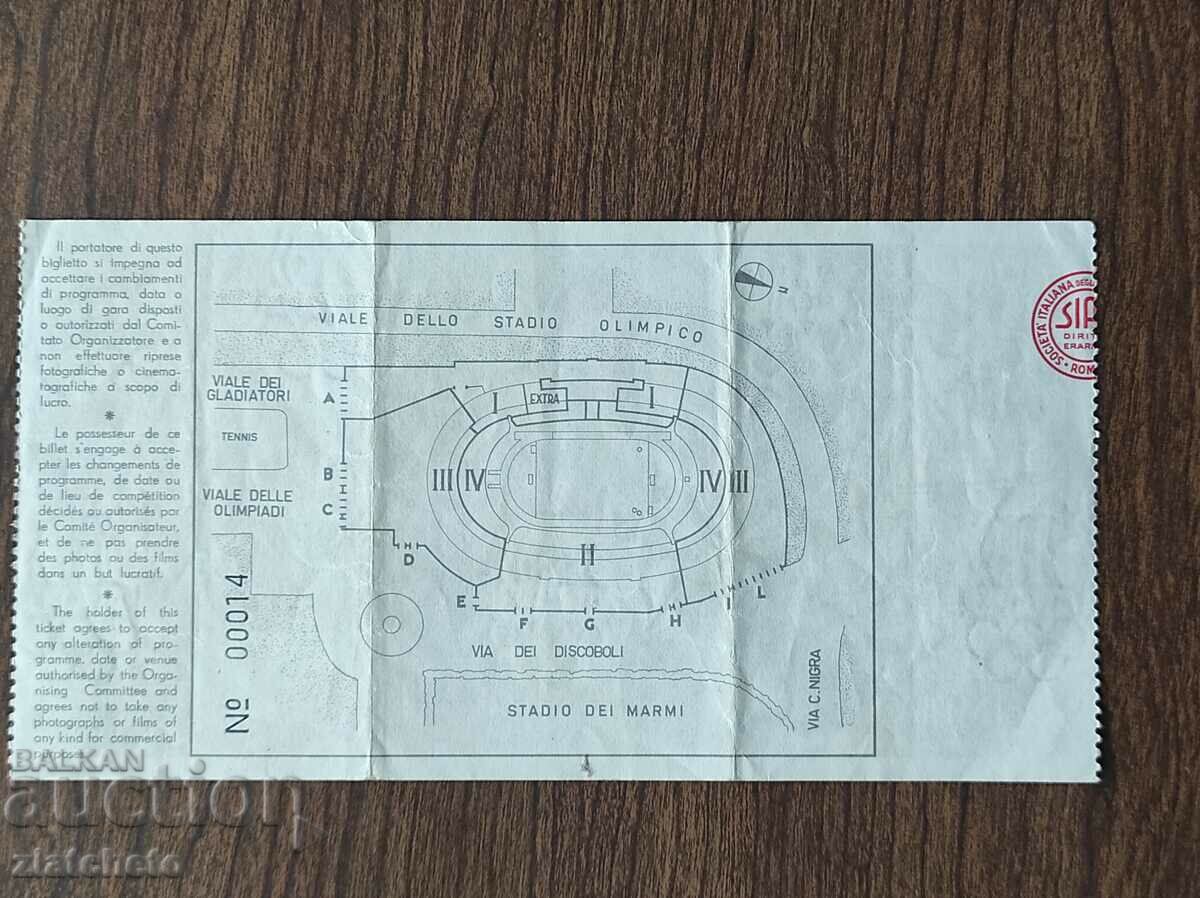 Il portatore di questo
biglietto si impegna ad
accettare i cambiamenti
di programma, data o
luogo di gara disposti
o autorizzati dal Comi-
tato Organizzatore e a
non effettuare riprese
fotografiche o cinema-
tografiche a scopo di
lucro.
*
Le possesseur de ce
billet s'engage à accep-
ter les changements de
programme, de date ou
de lieu de compétition
décidés ou autorisés par
le Comité Organisateur,
et de ne pas prendre
des photos ou des films
dans un but lucratif.
*
The holder of this
ticket agrees to accept
any alteration of pro-
gramme, date or venue
authorised by the Orga-
nising Committee and
agrees not to take any
photographs or films of
any kind for commercial
purposes.
VIALE DELLO STADIO OLIMPICO
VIALE DEI
GLADIATORI
TENNIS
VIALE DELLE
OLIMPIADI
A
B
C
D
E
F
G
H
I
L
I
EXTRA
I
III
IV
IV
III
II
VIA DEI DISCOBOLI
STADIO DEI MARMI
VIA C. NIGRA
Nº 00014
SOCIETÀ ITALIANA DEGLI
DIRIT
ERARI
ROM
BALKAN
auction
zlatcheto